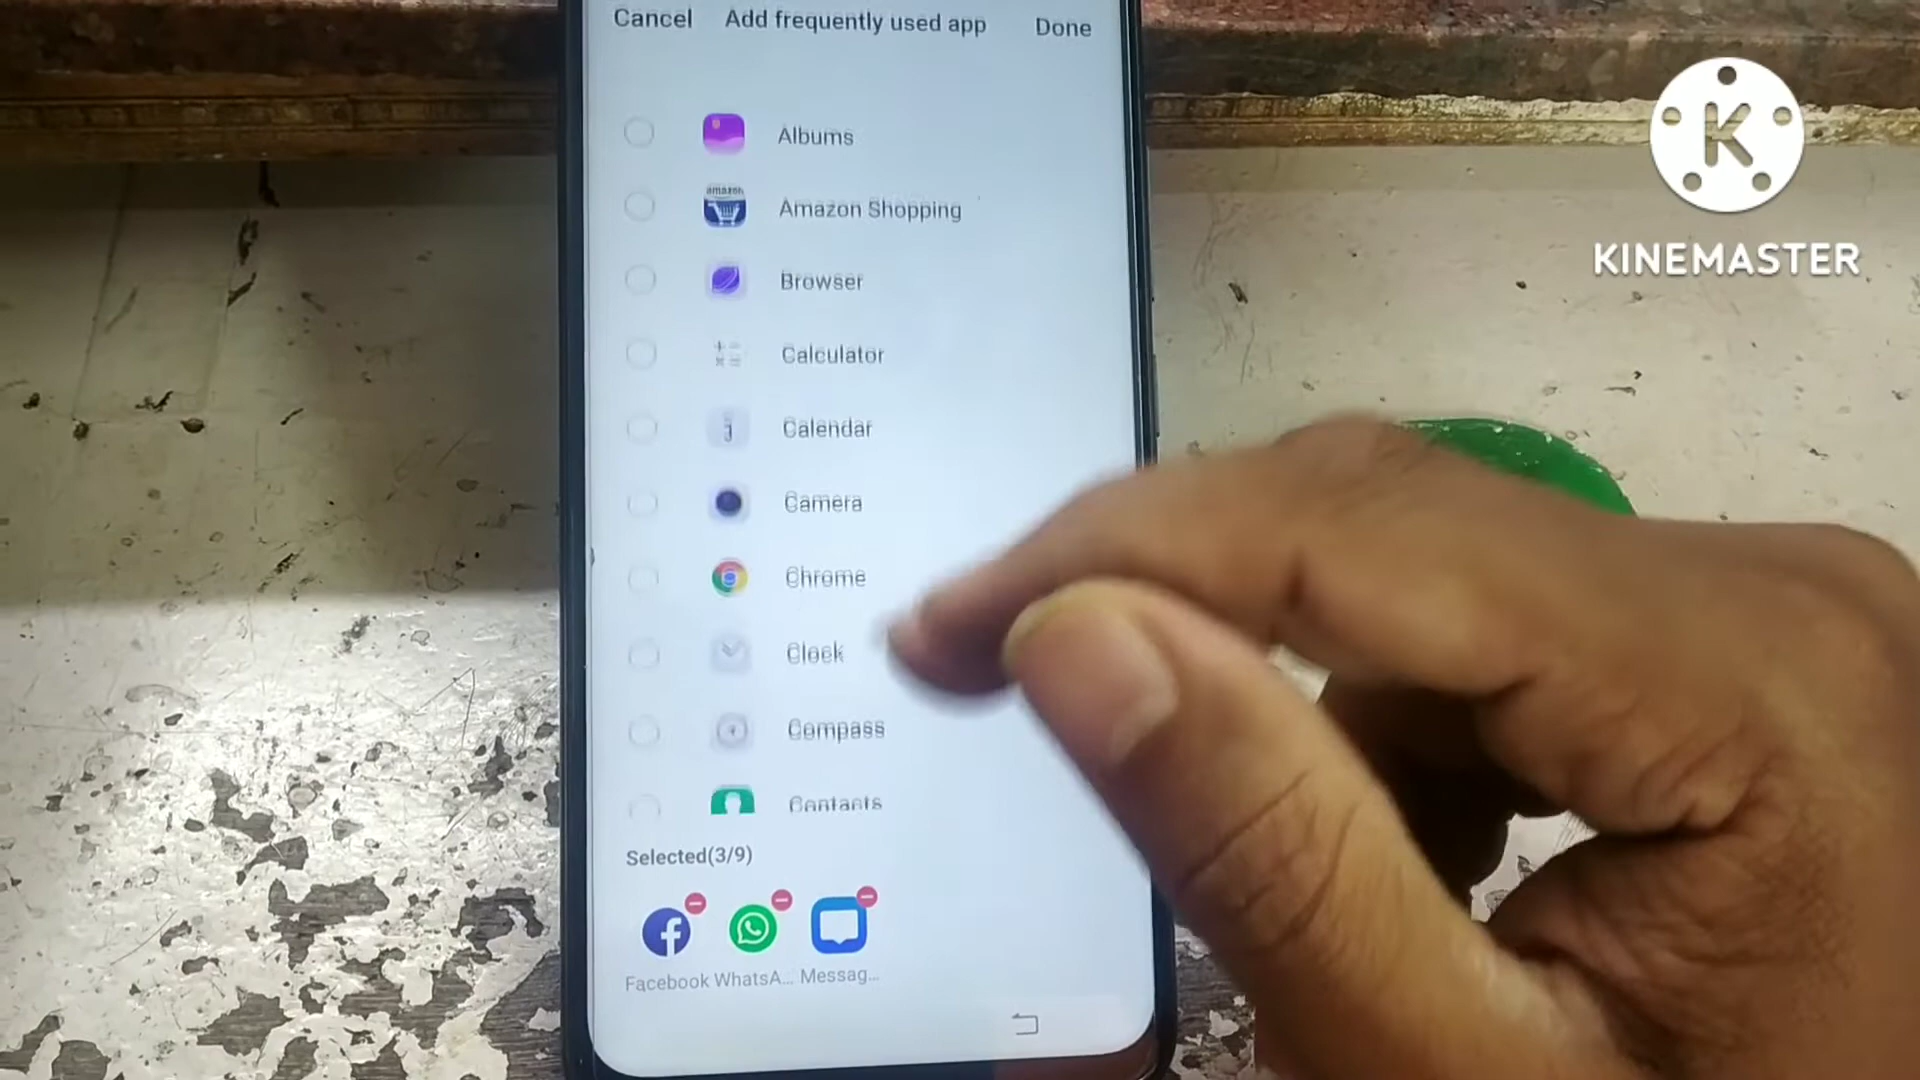 Cancel Add frequently used app Done
Albums
amazon
Amazon Shopping
Browser
Calculator
Calendar
Camera
Chrome
Clock
Compass
Contacts
Selected(3/9)
Facebook WhatsA... Messag...
K
KINEMASTER